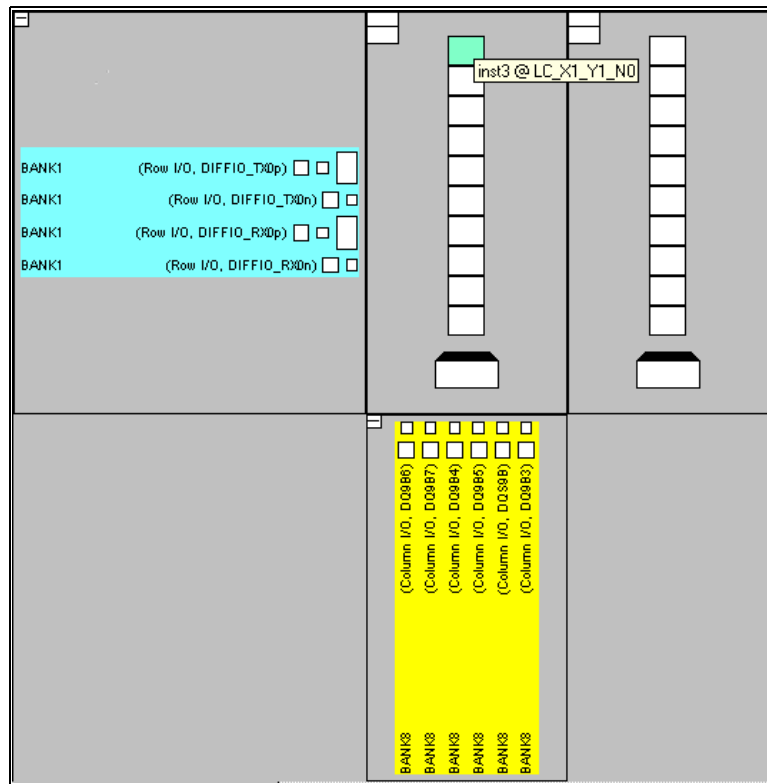 inst3 @ LC_X1_Y1_N0
BANK1 (Row I/O, DIFFIO_TX0p)
BANK1 (Row I/O, DIFFIO_TX0n)
BANK1 (Row I/O, DIFFIO_RX0p)
BANK1 (Row I/O, DIFFIO_RX0n)
BANK8 (Column I/O, DQ9B6)
BANK8 (Column I/O, DQ9B7)
BANK8 (Column I/O, DQ9B4)
BANK8 (Column I/O, DQ9B5)
BANK8 (Column I/O, DQS9B)
BANK8 (Column I/O, DQ9B3)